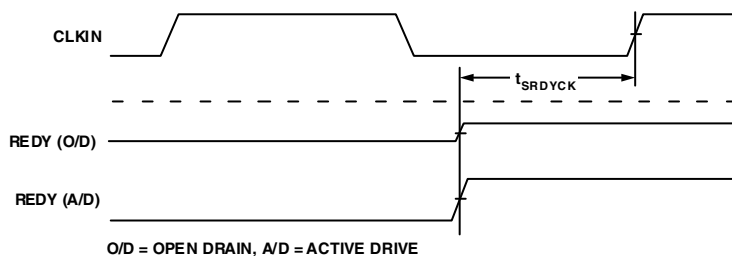 CLKIN
tSRDYCK
REDY (O/D)
REDY (A/D)
O/D = OPEN DRAIN, A/D = ACTIVE DRIVE